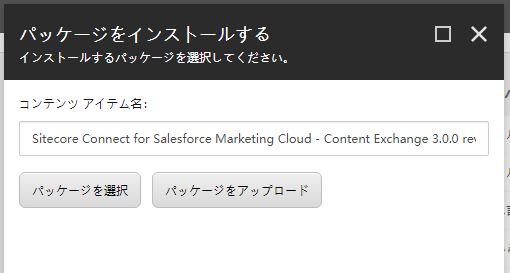 パッケージをインストールする
インストールするパッケージを選択してください。
コンテンツ アイテム名:
Sitecore Connect for Salesforce Marketing Cloud - Content Exchange 3.0.0
パッケージを選択
パッケージをアップロード